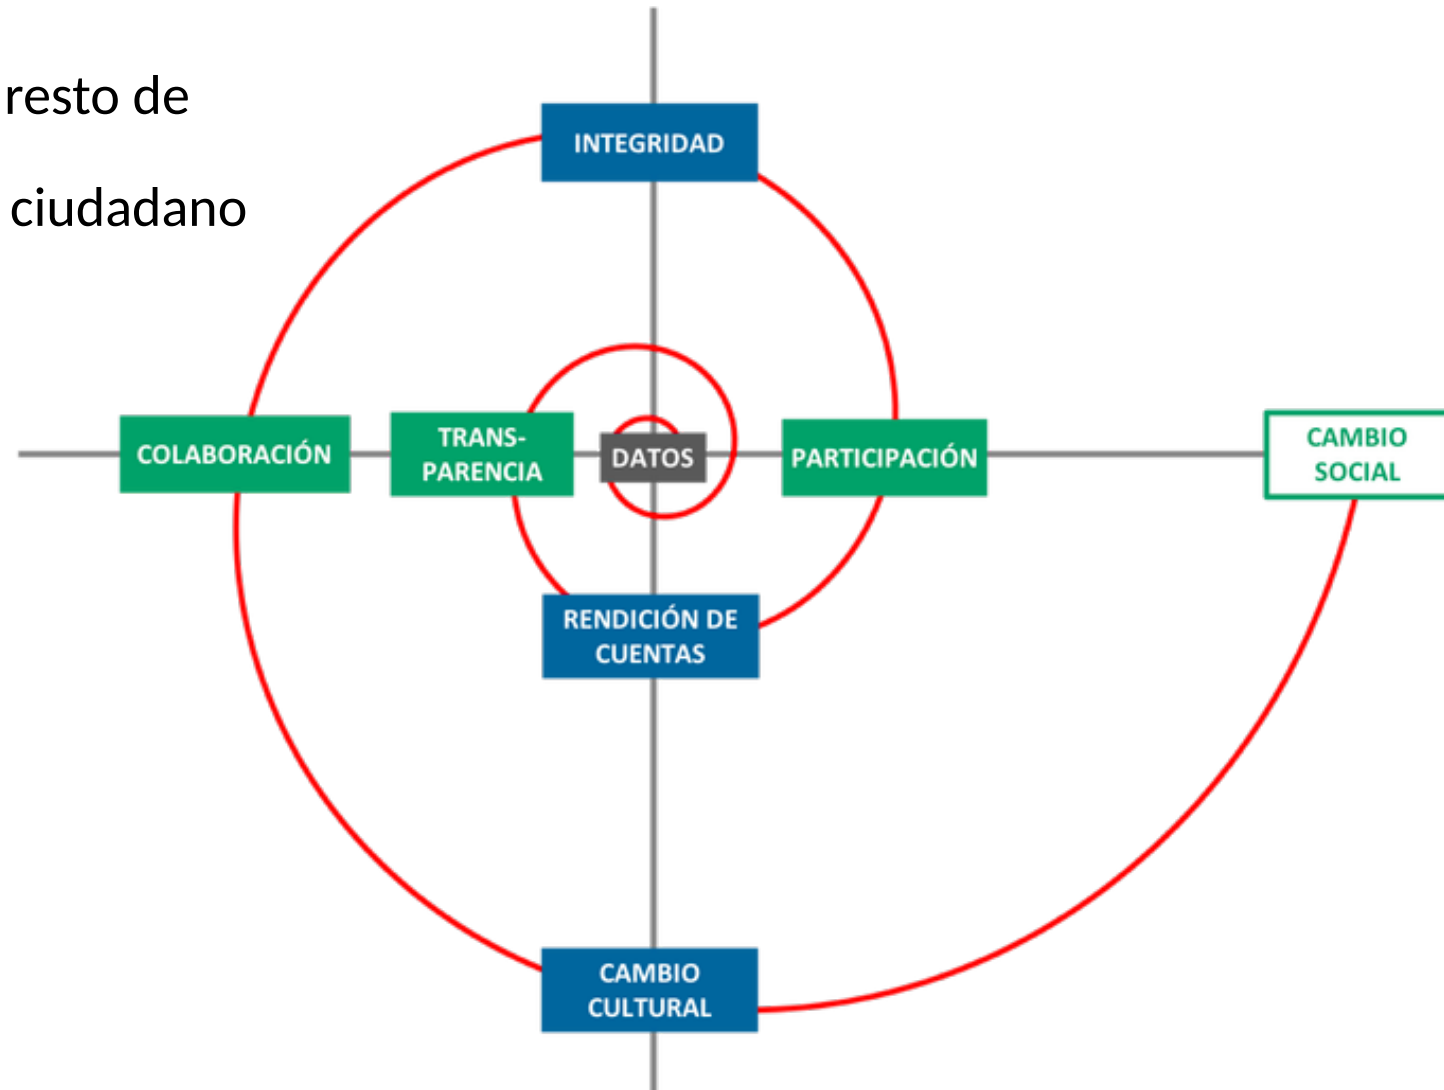 resto de
ciudadano
INTEGRIDAD
COLABORACIÓN
TRANS-
PARENCIA
DATOS
PARTICIPACIÓN
CAMBIO
SOCIAL
RENDICIÓN DE
CUENTAS
CAMBIO
CULTURAL